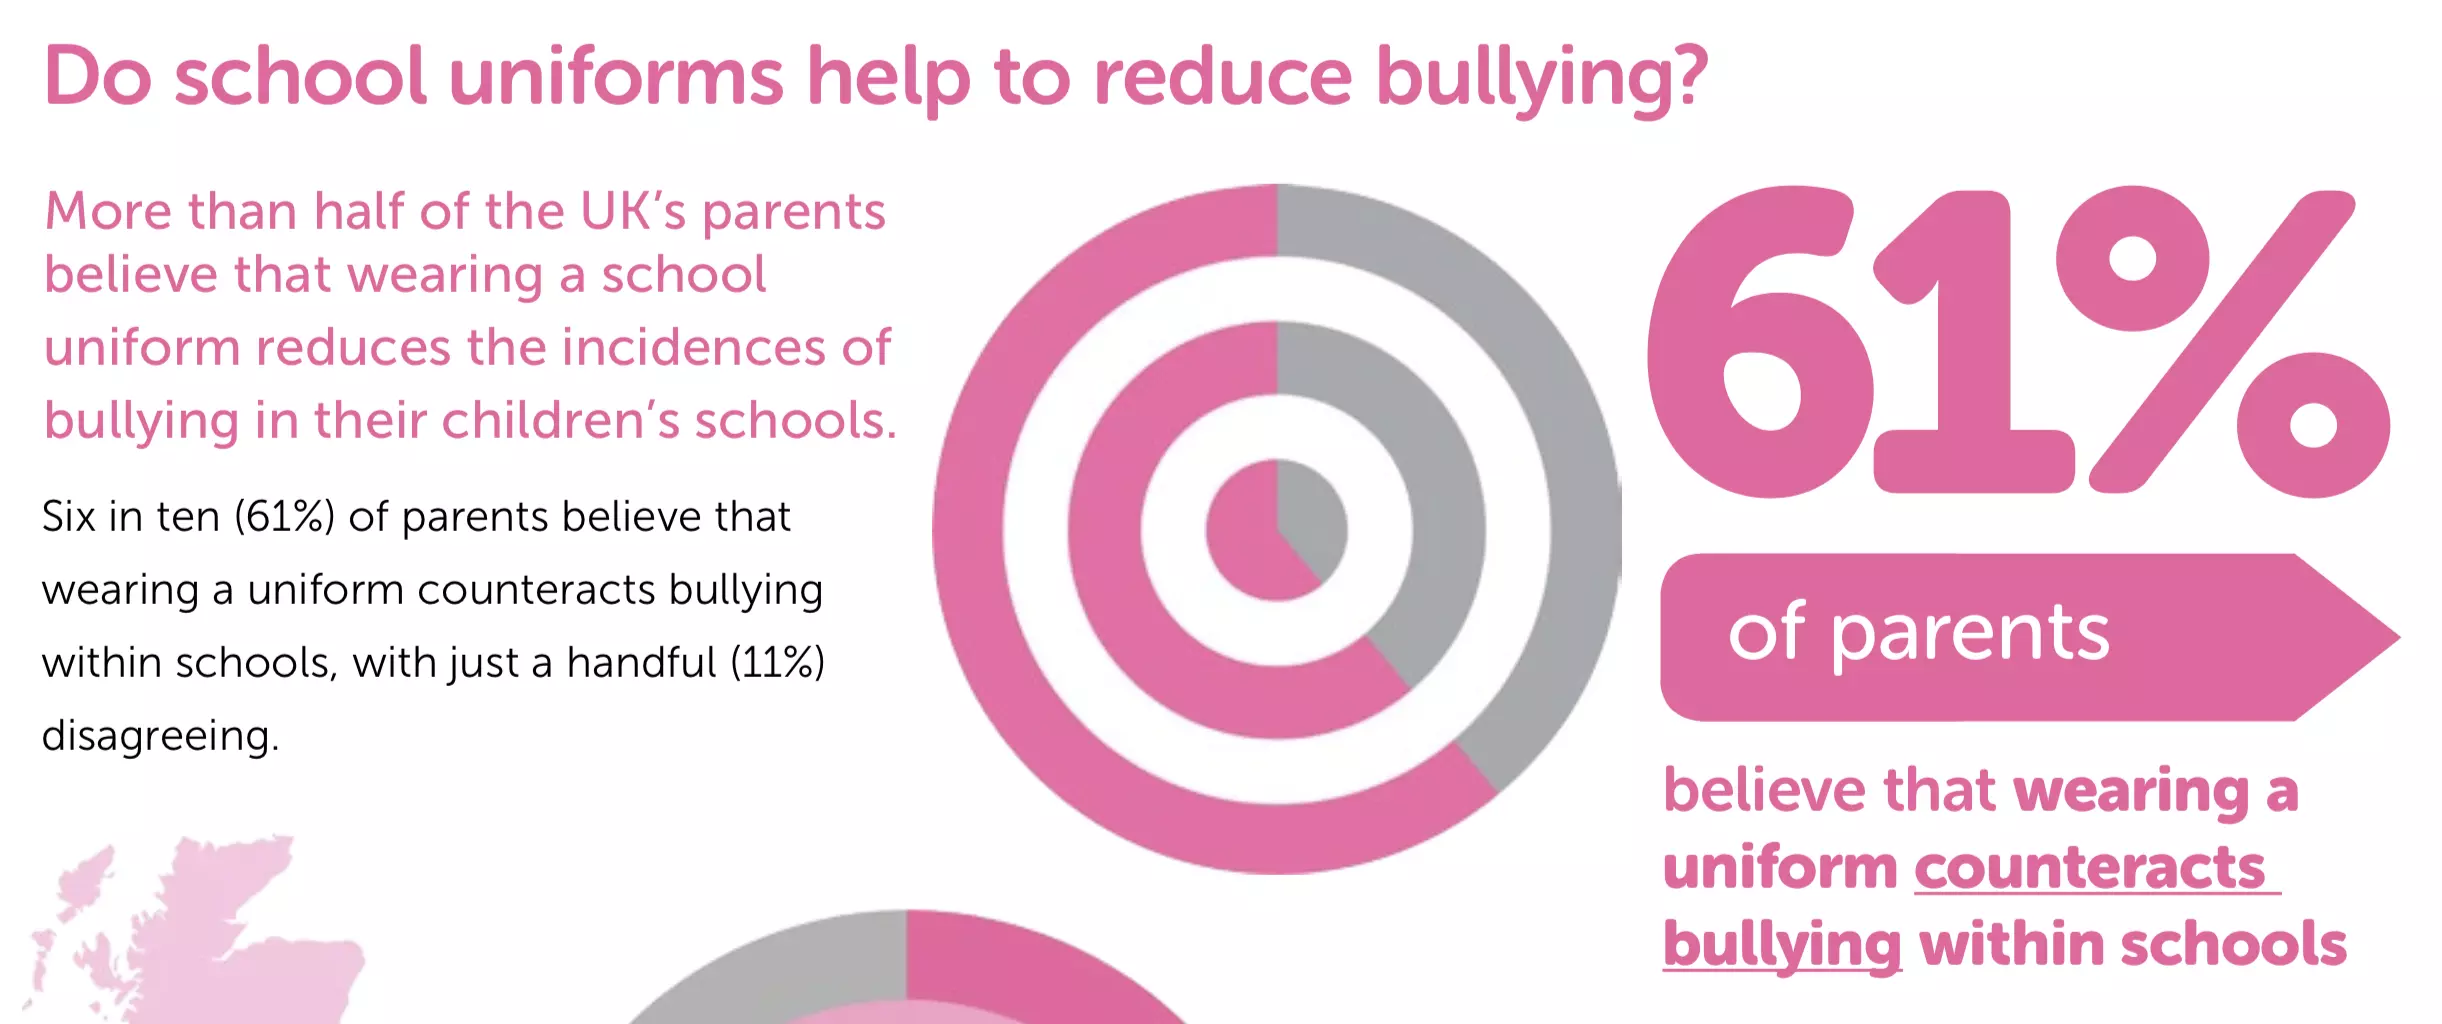 Do school uniforms help to reduce bullying?
More than half of the UK’s parents
believe that wearing a school
uniform reduces the incidences of
bullying in their children’s schools.
Six in ten (61%) of parents believe that
wearing a uniform counteracts bullying
within schools, with just a handful (11%)
disagreeing.
61%
of parents
believe that wearing a
uniform counteracts
bullying within schools